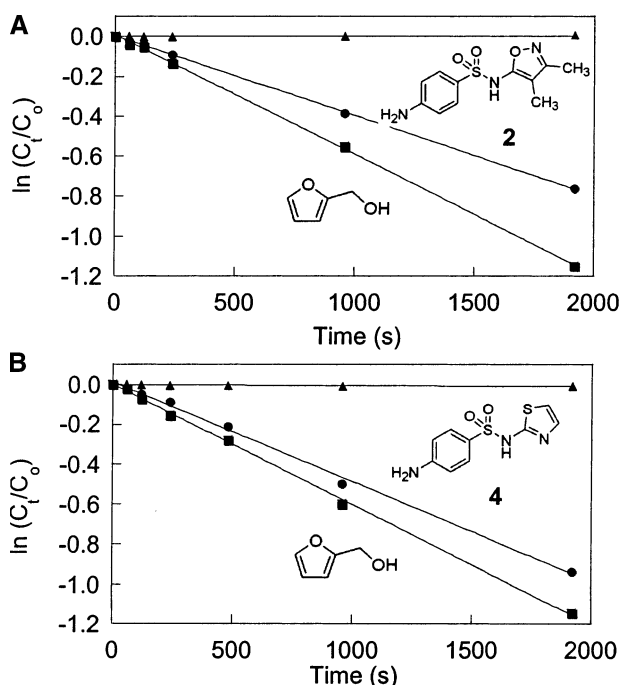 A
0.0
-0.2
-0.4
-0.6
-0.8
-1.0
-1.2
ln (Ct/Co)
O O
S
N
H
O
N
CH3
CH3
H2N
2
O
OH
0 500 1000 1500 2000
Time (s)
B
0.0
-0.2
-0.4
-0.6
-0.8
-1.0
-1.2
ln (Ct/Co)
O O
S
N
H
S
N
H2N
4
O
OH
0 500 1000 1500 2000
Time (s)